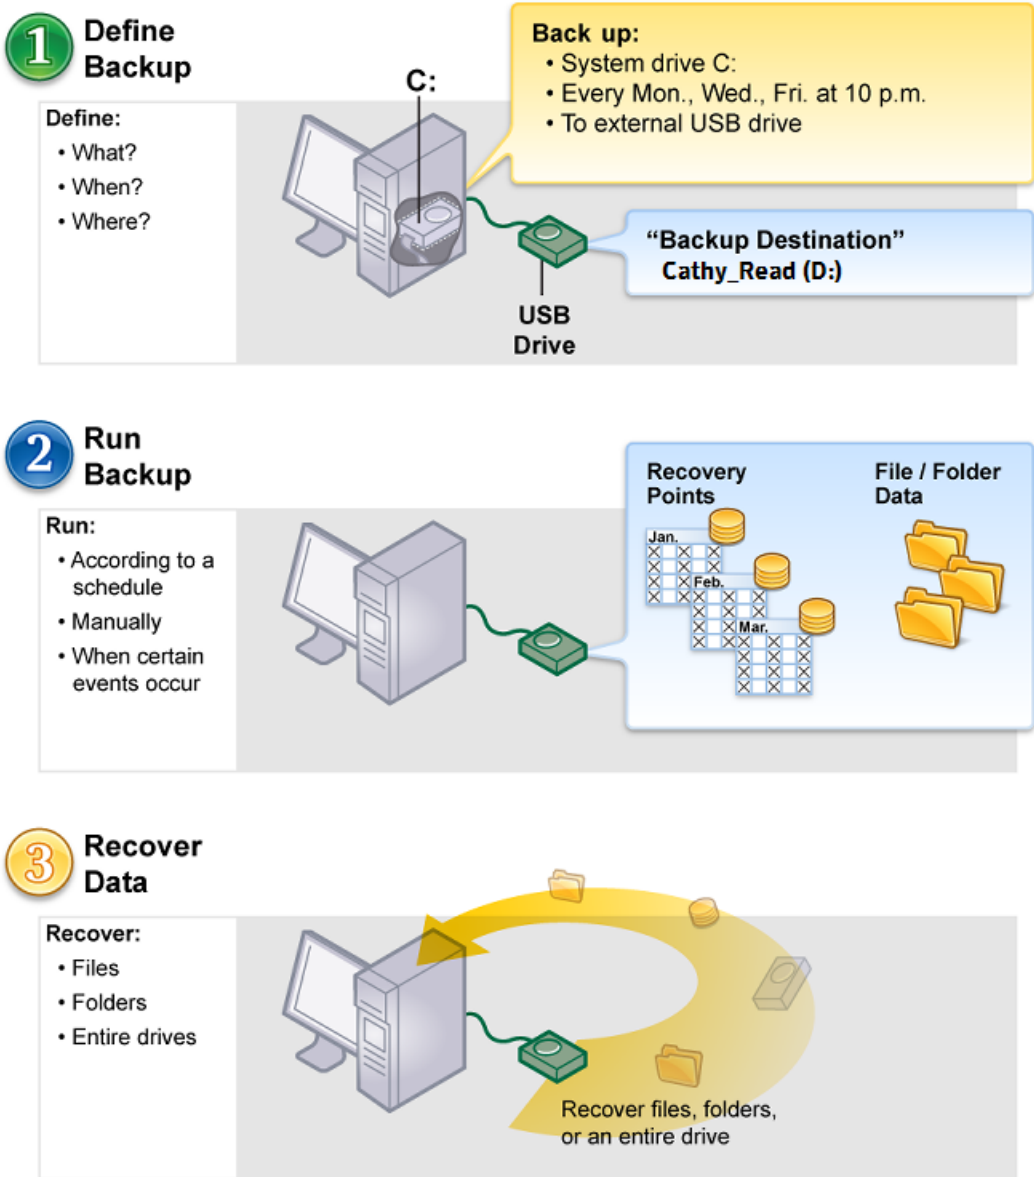 1
Define
Backup
Define:
• What?
• When?
• Where?
C:
Back up:
• System drive C:
• Every Mon., Wed., Fri. at 10 p.m.
• To external USB drive
“Backup Destination”
Cathy_Read (D:)
USB
Drive
2
Run
Backup
Run:
• According to a
schedule
• Manually
• When certain
events occur
Recovery
Points
Jan.
Feb.
Mar.
File / Folder
Data
3
Recover
Data
Recover:
• Files
• Folders
• Entire drives
Recover files, folders,
or an entire drive